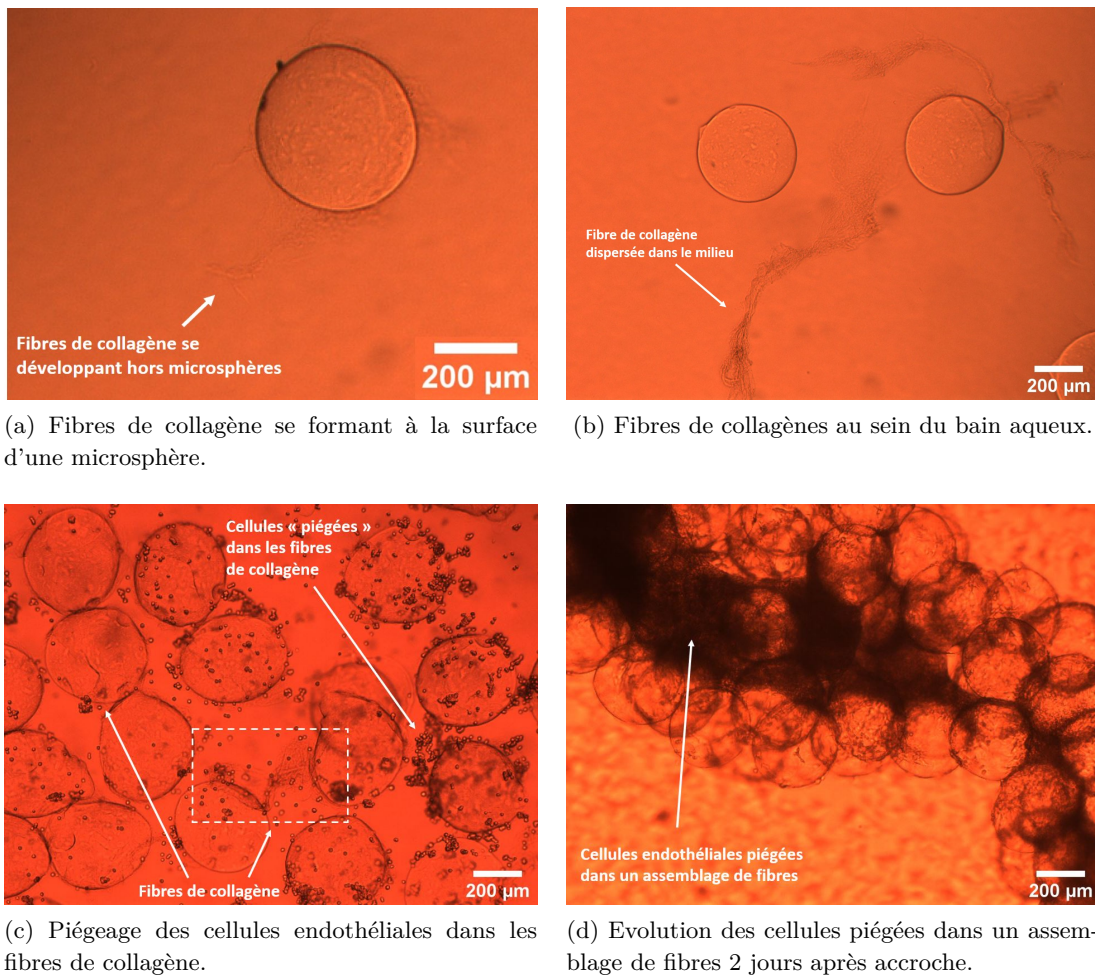 Fibres de collagène se
développant hors microsphères
200 µm
(a) Fibres de collagène se formant à la surface
d'une microsphère.
Fibre de collagène
dispersée dans le milieu
200 µm
(b) Fibres de collagènes au sein du bain aqueux.
Cellules « piégées »
dans les fibres
de collagène
Fibres de collagène
200 µm
(c) Piégeage des cellules endothéliales dans les
fibres de collagène.
Cellules endothéliales piégées
dans un assemblage de fibres
200 µm
(d) Evolution des cellules piégées dans un assem-
blage de fibres 2 jours après accroche.